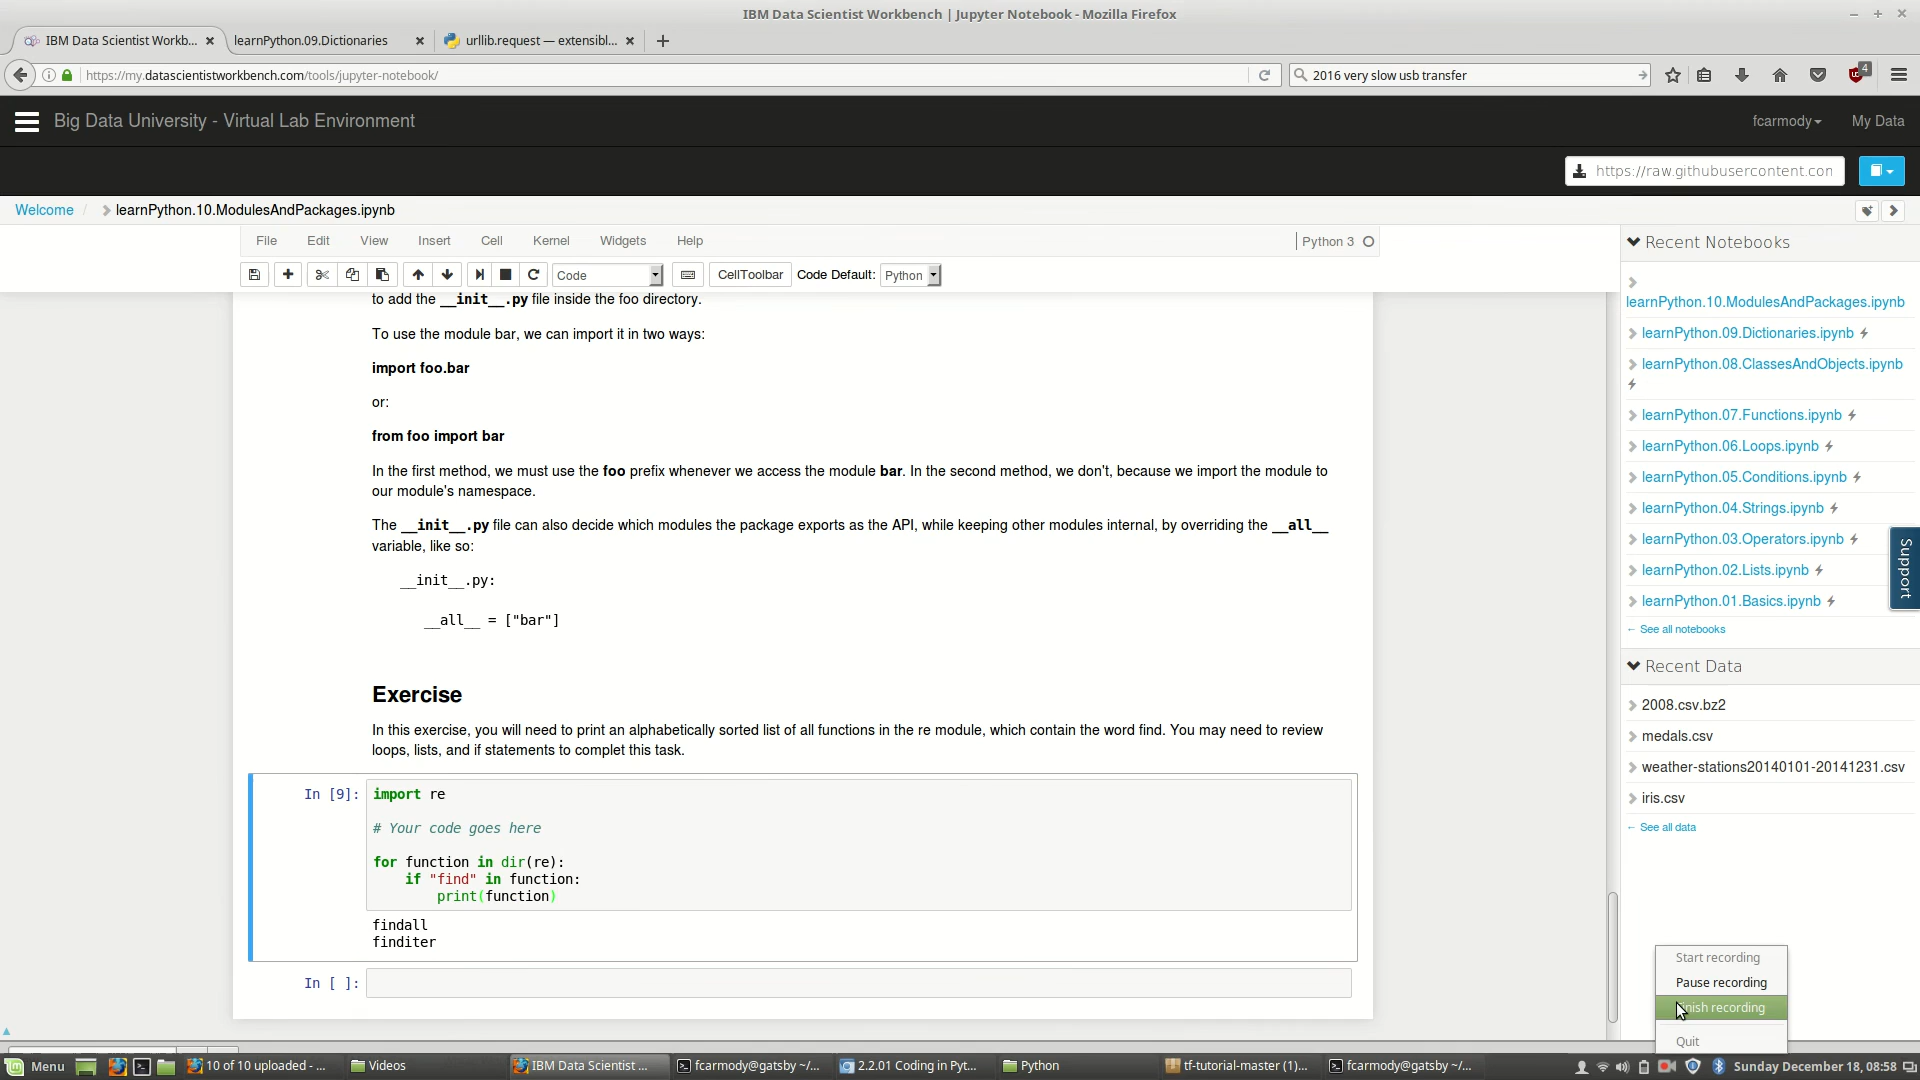 IBM Data Scientist Workbench | Jupyter Notebook - Mozilla Firefox
IBM Data Scientist Workb...
learnPython.09.Dictionaries
urllib.request — extensibl...
https://my.datascientistworkbench.com/tools/jupyter-notebook/
2016 very slow usb transfer
4
Big Data University - Virtual Lab Environment
fcarmody
My Data
https://raw.githubusercontent.con
Welcome / learnPython.10.ModulesAndPackages.ipynb
File Edit View Insert Cell Kernel Widgets Help
Python 3
Code
CellToolbar
Code Default:
Python
to add the __init__.py file inside the foo directory.
To use the module bar, we can import it in two ways:
import foo.bar
or:
from foo import bar
In the first method, we must use the foo prefix whenever we access the module bar. In the second method, we don't, because we import the module to
our module's namespace.
The __init__.py file can also decide which modules the package exports as the API, while keeping other modules internal, by overriding the __all__
variable, like so:
__init__.py:
__all__ = ["bar"]
Exercise
In this exercise, you will need to print an alphabetically sorted list of all functions in the re module, which contain the word find. You may need to review
loops, lists, and if statements to complet this task.
In [9]:
import re
# Your code goes here
for function in dir(re):
if "find" in function:
print(function)
findall
finditer
In [ ]:
Recent Notebooks
learnPython.10.ModulesAndPackages.ipynb
learnPython.09.Dictionaries.ipynb
learnPython.08.ClassesAndObjects.ipynb
learnPython.07.Functions.ipynb
learnPython.06.Loops.ipynb
learnPython.05.Conditions.ipynb
learnPython.04.Strings.ipynb
learnPython.03.Operators.ipynb
learnPython.02.Lists.ipynb
learnPython.01.Basics.ipynb
← See all notebooks
Support
Recent Data
2008.csv.bz2
medals.csv
weather-stations20140101-20141231.csv
iris.csv
← See all data
Start recording
Pause recording
inish recording
Quit
Menu
10 of 10 uploaded - ...
Videos
IBM Data Scientist ...
fcarmody@gatsby ~/...
2.2.01 Coding in Pyt...
Python
tf-tutorial-master (1)...
fcarmody@gatsby ~/...
Sunday December 18, 08:58